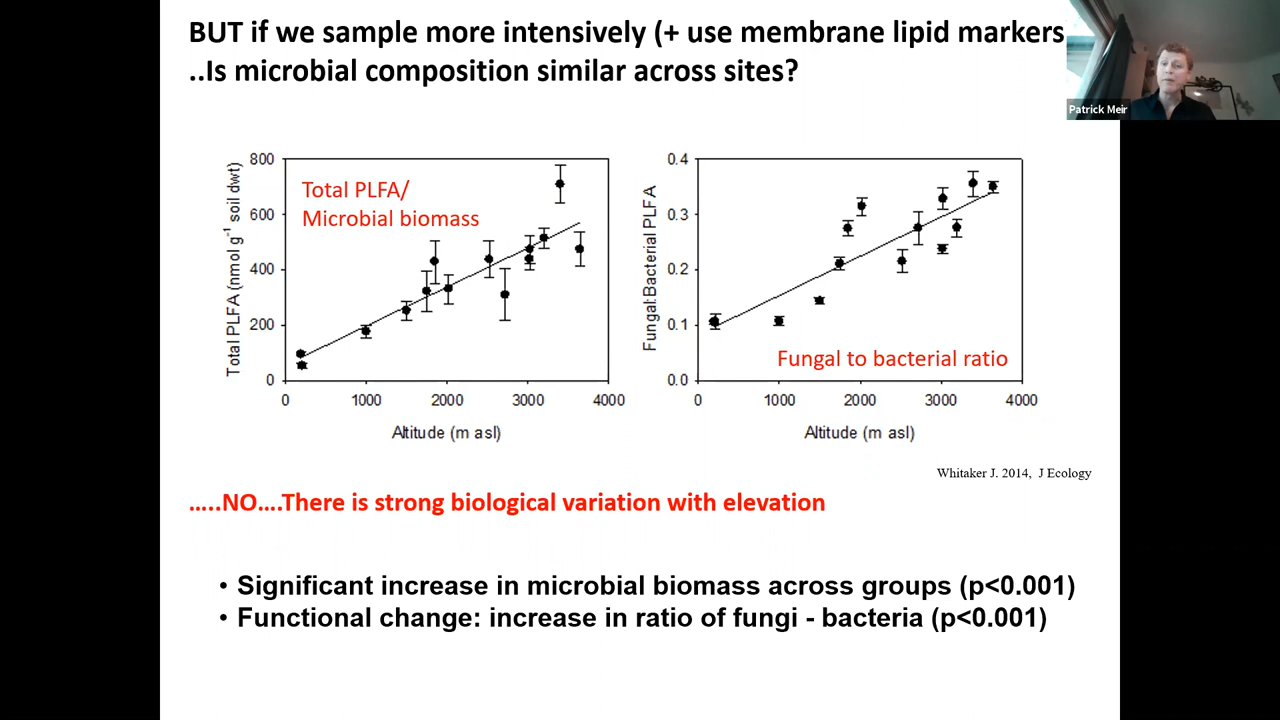 BUT if we sample more intensively (+ use membrane lipid markers
..Is microbial composition similar across sites?
Patrick Meir
Total PLFA (nmol g-1 soil dwt)
800
600
400
200
0
Total PLFA/
Microbial biomass
0 1000 2000 3000 4000
Altitude (m asl)
Fungal:Bacterial PLFA
0.4
0.3
0.2
0.1
0.0
Fungal to bacterial ratio
0 1000 2000 3000 4000
Altitude (m asl)
Whitaker J. 2014, J Ecology
…..NO….There is strong biological variation with elevation
• Significant increase in microbial biomass across groups (p<0.001)
• Functional change: increase in ratio of fungi - bacteria (p<0.001)